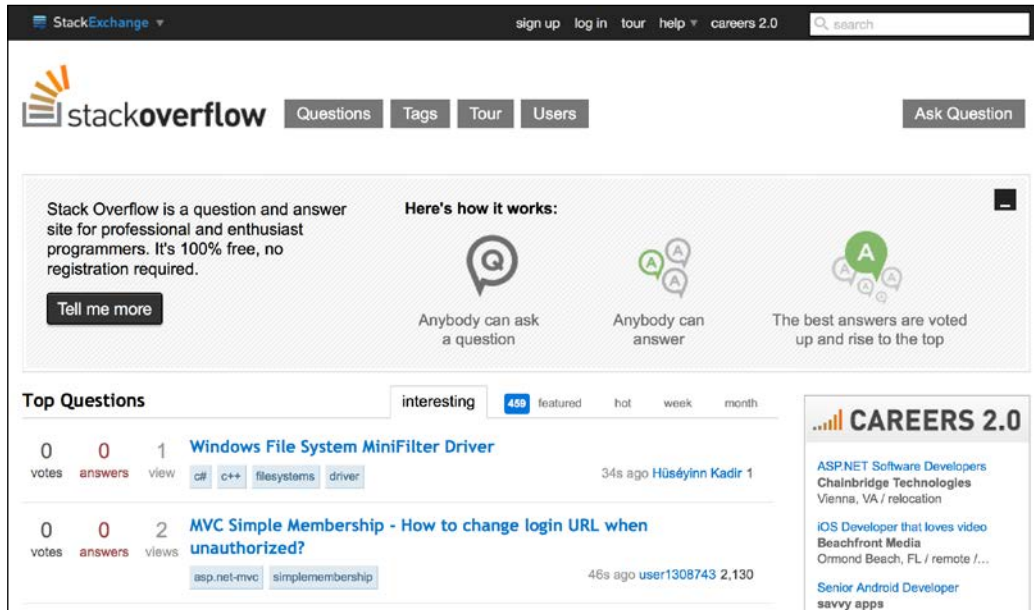 StackExchange ▼ sign up log in tour help ▼ careers 2.0 search
stackoverflow Questions Tags Tour Users Ask Question
Stack Overflow is a question and answer
site for professional and enthusiast
programmers. It's 100% free, no
registration required.
Tell me more
Here's how it works:
Q
Anybody can ask
a question
A A A
Anybody can
answer
A A A A
The best answers are voted
up and rise to the top
Top Questions interesting 459 featured hot week month
0 0 1 Windows File System MiniFilter Driver
votes answers view c# c++ filesystems driver 34s ago Hüséyinn Kadir 1
0 0 2 MVC Simple Membership - How to change login URL when
votes answers views unauthorized?
asp.net-mvc simplemembership 46s ago user1308743 2,130
CAREERS 2.0
ASP.NET Software Developers
Chainbridge Technologies
Vienna, VA / relocation
iOS Developer that loves video
Beachfront Media
Ormond Beach, FL / remote /...
Senior Android Developer
savvy apps